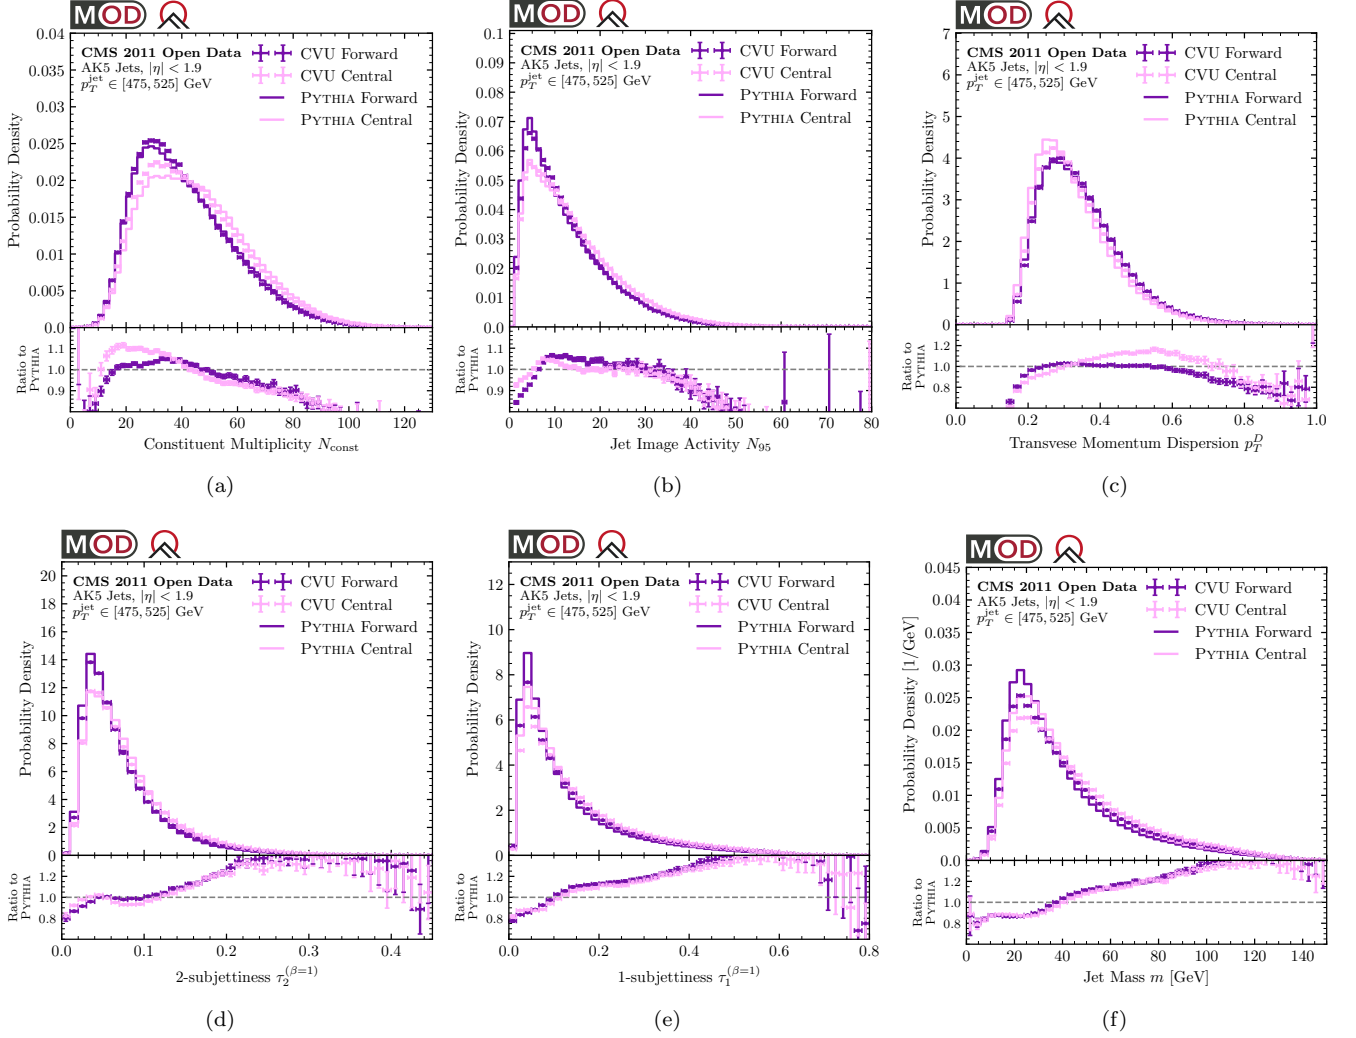 MOD
CMS 2011 Open Data
AK5 Jets, |η| < 1.9
p_T^jet ∈ [475, 525] GeV
CVU Forward
CVU Central
PYTHIA Forward
PYTHIA Central
Probability Density
0.04
0.035
0.03
0.025
0.02
0.015
0.01
0.005
0.0
Ratio to
PYTHIA
1.1
1.0
0.9
0 20 40 60 80 100 120
Constituent Multiplicity N_const
(a)
MOD
CMS 2011 Open Data
AK5 Jets, |η| < 1.9
p_T^jet ∈ [475, 525] GeV
CVU Forward
CVU Central
PYTHIA Forward
PYTHIA Central
Probability Density
0.1
0.09
0.08
0.07
0.06
0.05
0.04
0.03
0.02
0.01
0
Ratio to
PYTHIA
1.1
1.0
0.9
0 10 20 30 40 50 60 70 80
Jet Image Activity N_95
(b)
MOD
CMS 2011 Open Data
AK5 Jets, |η| < 1.9
p_T^jet ∈ [475, 525] GeV
CVU Forward
CVU Central
PYTHIA Forward
PYTHIA Central
Probability Density
7
6
5
4
3
2
1
0
Ratio to
PYTHIA
1.2
1.0
0.8
0.0 0.2 0.4 0.6 0.8 1.0
Transvese Momentum Dispersion p_T^D
(c)
MOD
CMS 2011 Open Data
AK5 Jets, |η| < 1.9
p_T^jet ∈ [475, 525] GeV
CVU Forward
CVU Central
PYTHIA Forward
PYTHIA Central
Probability Density
20
18
16
14
12
10
8
6
4
2
0
Ratio to
PYTHIA
1.2
1.0
0.8
0.0 0.1 0.2 0.3 0.4
2-subjettiness τ_2^(β=1)
(d)
MOD
CMS 2011 Open Data
AK5 Jets, |η| < 1.9
p_T^jet ∈ [475, 525] GeV
CVU Forward
CVU Central
PYTHIA Forward
PYTHIA Central
Probability Density
12
10
8
6
4
2
0
Ratio to
PYTHIA
1.2
1.0
0.8
0.0 0.2 0.4 0.6 0.8
1-subjettiness τ_1^(β=1)
(e)
MOD
CMS 2011 Open Data
AK5 Jets, |η| < 1.9
p_T^jet ∈ [475, 525] GeV
CVU Forward
CVU Central
PYTHIA Forward
PYTHIA Central
Probability Density [1/GeV]
0.045
0.04
0.035
0.03
0.025
0.02
0.015
0.01
0.005
0
Ratio to
PYTHIA
1.2
1.0
0.8
0 20 40 60 80 100 120 140
Jet Mass m [GeV]
(f)